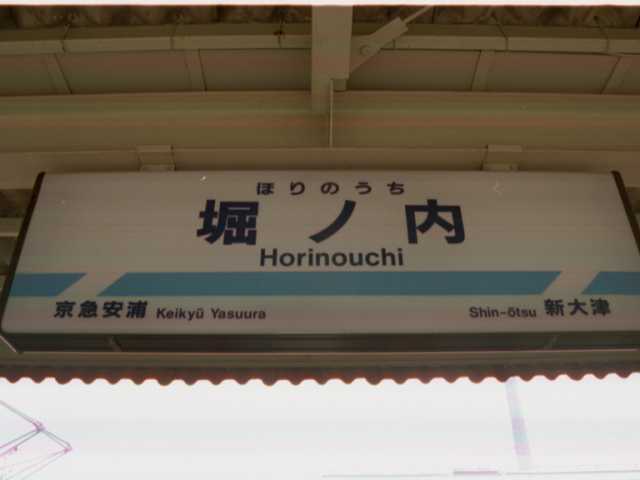 ほりのうち
堀ノ内
Horinouchi
京急安浦 Keikyū Yasuura
Shin-ōtsu 新大津